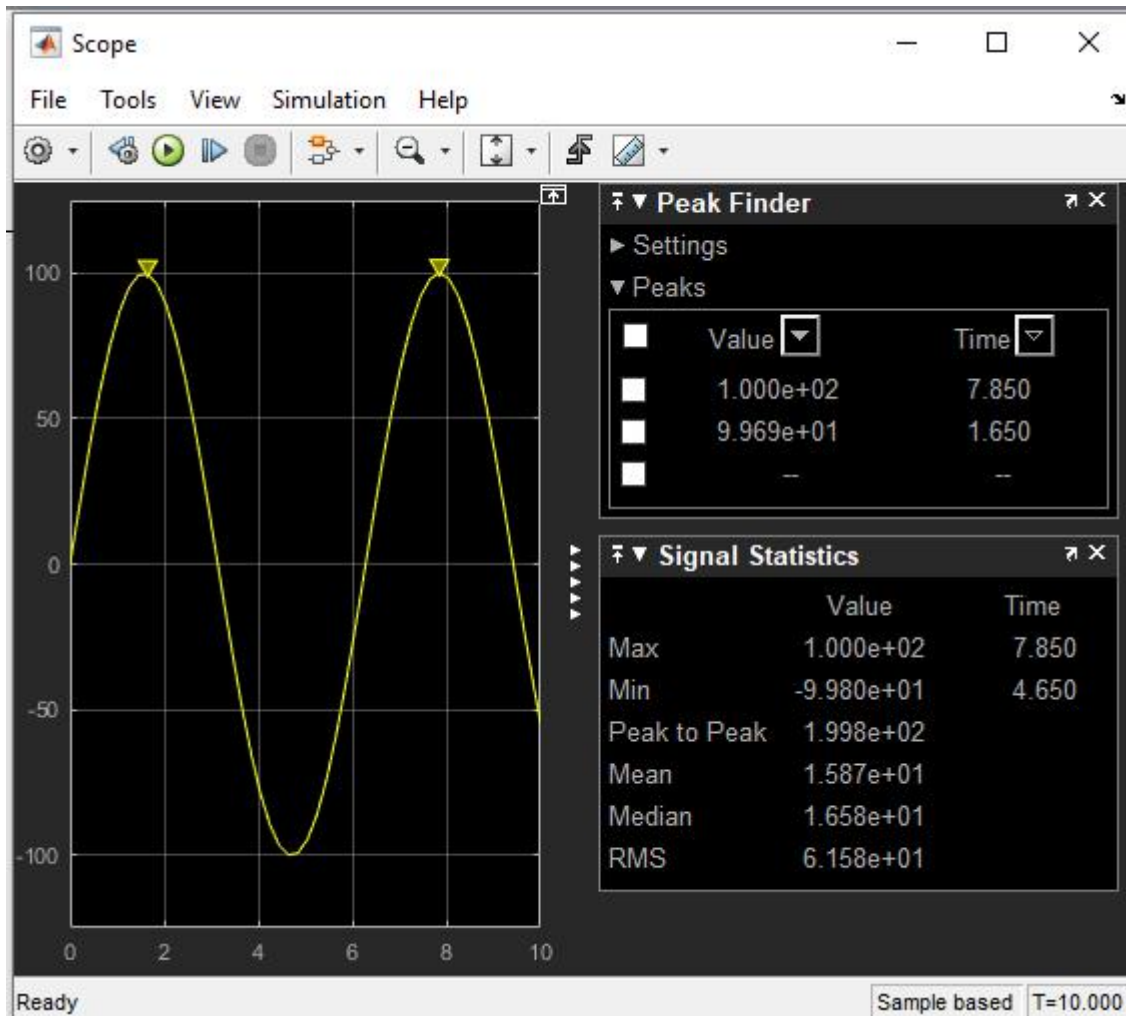 Scope
File Tools View Simulation Help
Peak Finder
Settings
Peaks
Value Time
1.000e+02 7.850
9.969e+01 1.650
-- --
Signal Statistics
Value Time
Max 1.000e+02 7.850
Min -9.980e+01 4.650
Peak to Peak 1.998e+02
Mean 1.587e+01
Median 1.658e+01
RMS 6.158e+01
100
50
0
-50
-100
0 2 4 6 8 10
Ready Sample based T=10.000